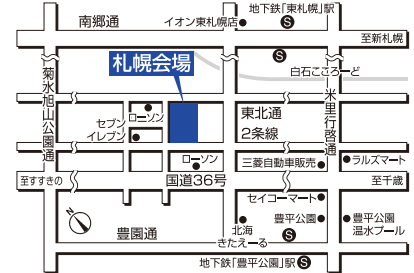 地下鉄「東札幌」駅
S
イオン東札幌店
南郷通
至新札幌
S
札幌会場
白石こころーど
菊水旭山公園通
米里行啓通
ローソン
東北通
セブン
イレブン
2条線
ローソン
三菱自動車販売
ラルズマート
至すすきの
国道36号
至千歳
N
セイコーマート
豊平公園
豊平公園
温水プール
北海
きたえーる
豊園通
S
地下鉄「豊平公園」駅
S